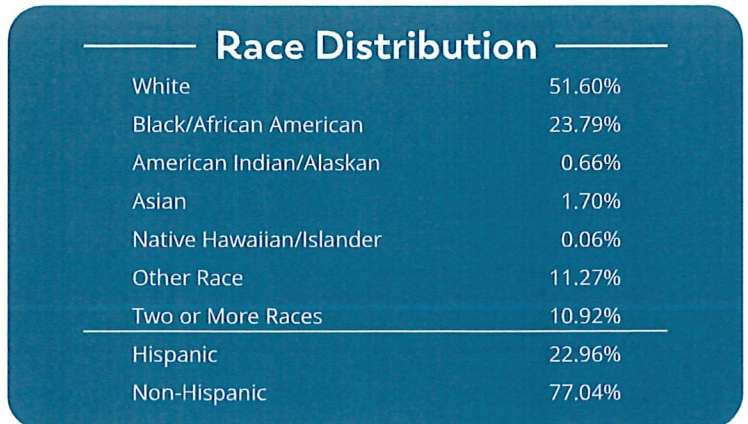 Race Distribution
White 51.60%
Black/African American 23.79%
American Indian/Alaskan 0.66%
Asian 1.70%
Native Hawaiian/Islander 0.06%
Other Race 11.27%
Two or More Races 10.92%
Hispanic 22.96%
Non-Hispanic 77.04%